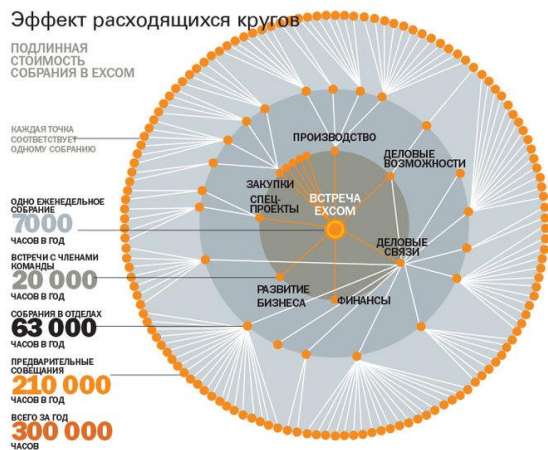 Эффект расходящихся кругов
ПОДЛИННАЯ
СТОИМОСТЬ
СОБРАНИЯ В EXCOM
КАЖДАЯ ТОЧКА
СООТВЕТСТВУЕТ
ОДНОМУ СОБРАНИЮ
ОДНО ЕЖЕНЕДЕЛЬНОЕ
СОБРАНИЕ
7000
ЧАСОВ В ГОД
ВСТРЕЧИ С ЧЛЕНАМИ
КОМАНДЫ
20 000
ЧАСОВ В ГОД
СОБРАНИЯ В ОТДЕЛАХ
63 000
ЧАСОВ В ГОД
ПРЕДВАРИТЕЛЬНЫЕ
СОВЕЩАНИЯ
210 000
ЧАСОВ В ГОД
ВСЕГО ЗА ГОД
300 000
ЧАСОВ
ПРОИЗВОДСТВО
ДЕЛОВЫЕ
ВОЗМОЖНОСТИ
ЗАКУПКИ
СПЕЦ-
ПРОЕКТЫ
ВСТРЕЧА
EXCOM
ДЕЛОВЫЕ
СВЯЗИ
РАЗВИТИЕ
БИЗНЕСА
ФИНАНСЫ